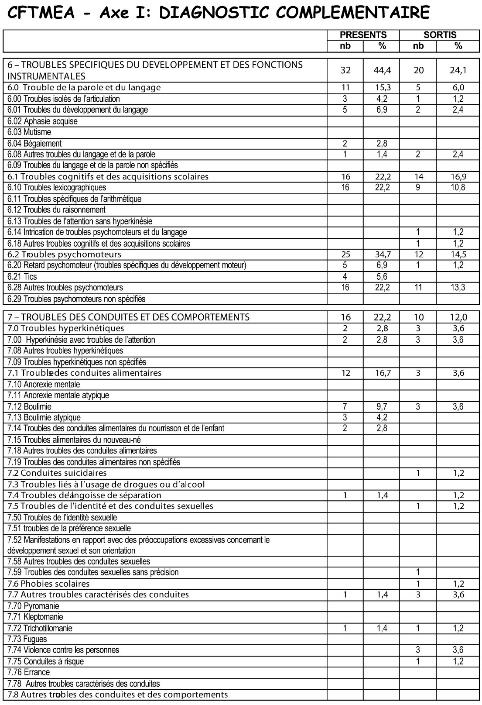 CFTMEA - Axe I: DIAGNOSTIC COMPLEMENTAIRE
PRESENTS SORTIS
nb % nb %
6 – TROUBLES SPECIFIQUES DU DEVELOPPEMENT ET DES FONCTIONS
INSTRUMENTALES 32 44,4 20 24,1
6.0 Trouble de la parole et du langage 11 15,3 5 6,0
6.00 Troubles isolés de l'articulation 3 4,2 1 1,2
6.01 Troubles du développement du langage 5 6,9 2 2,4
6.02 Aphasie acquise
6.03 Mutisme
6.04 Bégaiement 2 2,8
6.08 Autres troubles du langage et de la parole 1 1,4 2 2,4
6.09 Troubles du langage et de la parole non spécifiés
6.1 Troubles cognitifs et des acquisitions scolaires 16 22,2 14 16,9
6.10 Troubles lexicographiques 16 22,2 9 10,8
6.11 Troubles spécifiques de l'arithmétique
6.12 Troubles du raisonnement
6.13 Troubles de l'attention sans hyperkinésie
6.14 Intrication de troubles psychomoteurs et du langage 1 1,2
6.18 Autres troubles cognitifs et des acquisitions scolaires 1 1,2
6.2 Troubles psychomoteurs 25 34,7 12 14,5
6.20 Retard psychomoteur (troubles spécifiques du développement moteur) 5 6,9 1 1,2
6.21 Tics 4 5,6
6.28 Autres troubles psychomoteurs 16 22,2 11 13,3
6.29 Troubles psychomoteurs non spécifiés
7 – TROUBLES DES CONDUITES ET DES COMPORTEMENTS 16 22,2 10 12,0
7.0 Troubles hyperkinétiques 2 2,8 3 3,6
7.00 Hyperkinésie avec troubles de l'attention 2 2,8 3 3,6
7.08 Autres troubles hyperkinétiques
7.09 Troubles hyperkinétiques non spécifiés
7.1 Troubles des conduites alimentaires 12 16,7 3 3,6
7.10 Anorexie mentale
7.11 Anorexie mentale atypique
7.12 Boulimie 7 9,7 3 3,6
7.13 Boulimie atypique 3 4,2
7.14 Troubles des conduites alimentaires du nourrisson et de l'enfant 2 2,8
7.15 Troubles alimentaires du nouveau-né
7.18 Autres troubles des conduites alimentaires
7.19 Troubles des conduites alimentaires non spécifiés
7.2 Conduites suicidaires 1 1,2
7.3 Troubles liés à l'usage de drogues ou d'alcool
7.4 Troubles de l'angoisse de séparation 1 1,4 1,2
7.5 Troubles de l'identité et des conduites sexuelles 1 1,2
7.50 Troubles de l'identité sexuelle
7.51 troubles de la préférence sexuelle
7.52 Manifestations en rapport avec des préoccupations excessives concernant le
développement sexuel et son orientation
7.58 Autres troubles des conduites sexuelles
7.59 Troubles des conduites sexuelles sans précision 1
7.6 Phobies scolaires 1 1,2
7.7 Autres troubles caractérisés des conduites 1 1,4 3 3,6
7.70 Pyromanie
7.71 Kleptomanie
7.72 Trichotillomanie 1 1,4 1 1,2
7.73 Fugues
7.74 Violence contre les personnes 3 3,6
7.75 Conduites à risque 1 1,2
7.76 Errance
7.78 Autres troubles caractérisés des conduites
7.8 Autres troubles des conduites et des comportements